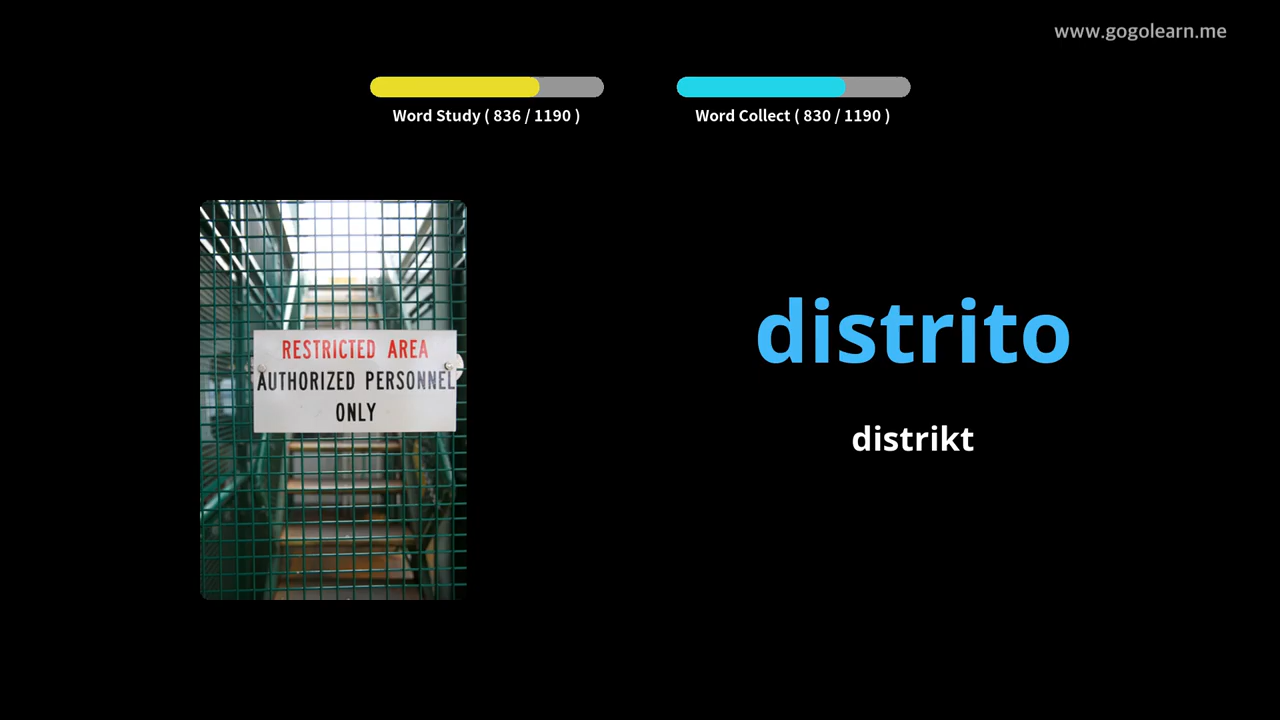 www.gogolearn.me
Word Study ( 836 / 1190 )
Word Collect ( 830 / 1190 )
RESTRICTED AREA
AUTHORIZED PERSONNEL
ONLY
distrito
distrikt